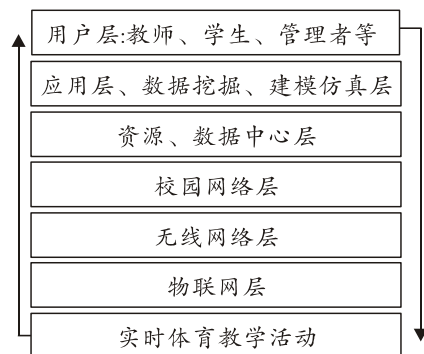 用户层:教师、学生、管理者等
应用层、数据挖掘、建模仿真层
资源、数据中心层
校园网络层
无线网络层
物联网层
实时体育教学活动